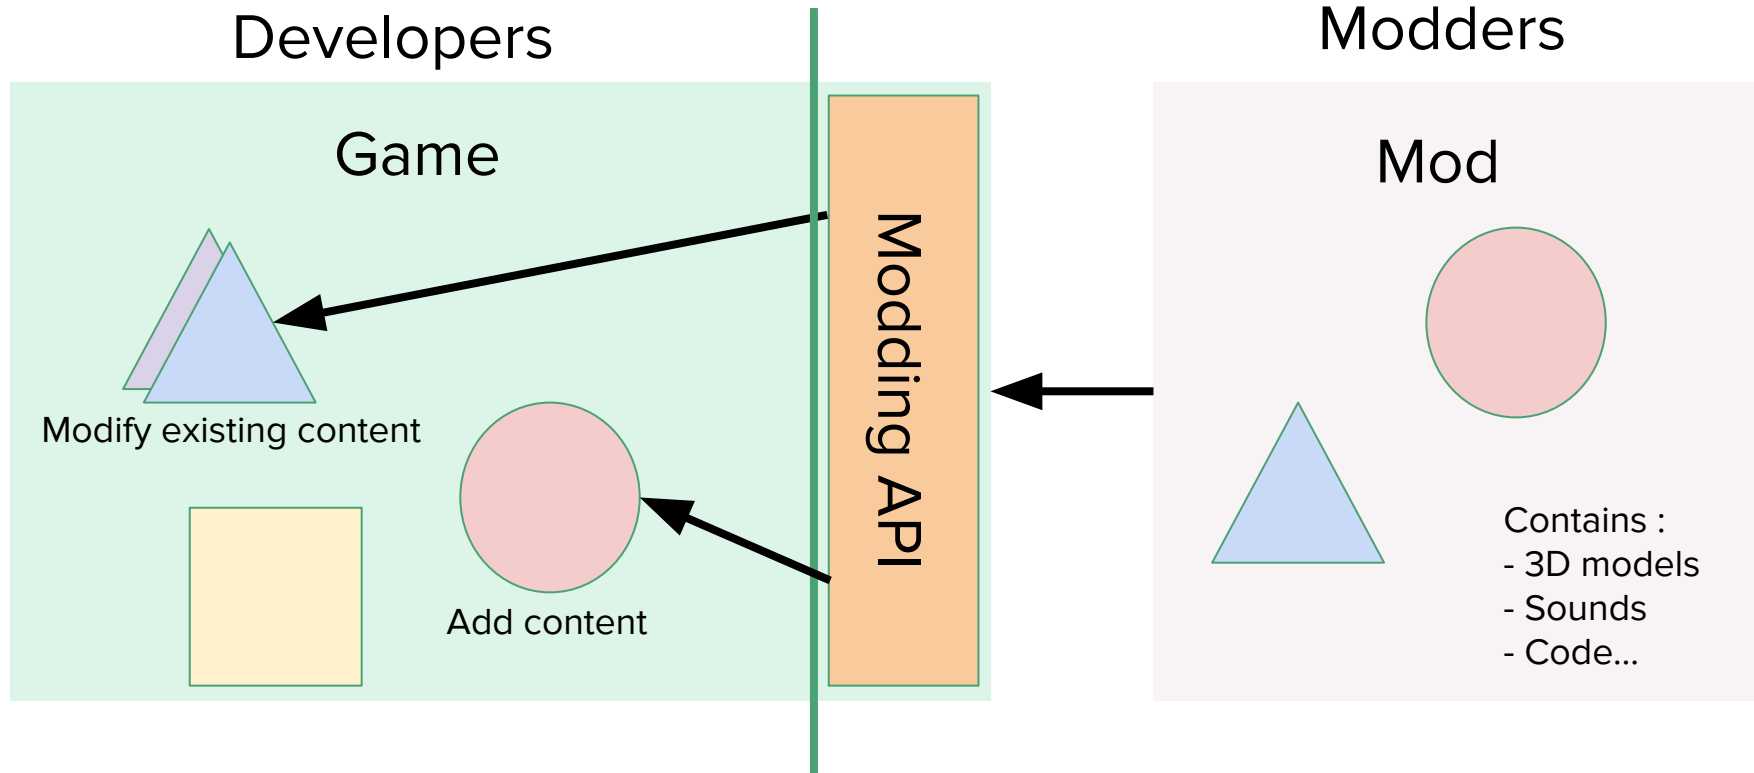 Developers
Modders
Game
Mod
Modding API
Modify existing content
Add content
Contains :
- 3D models
- Sounds
- Code...